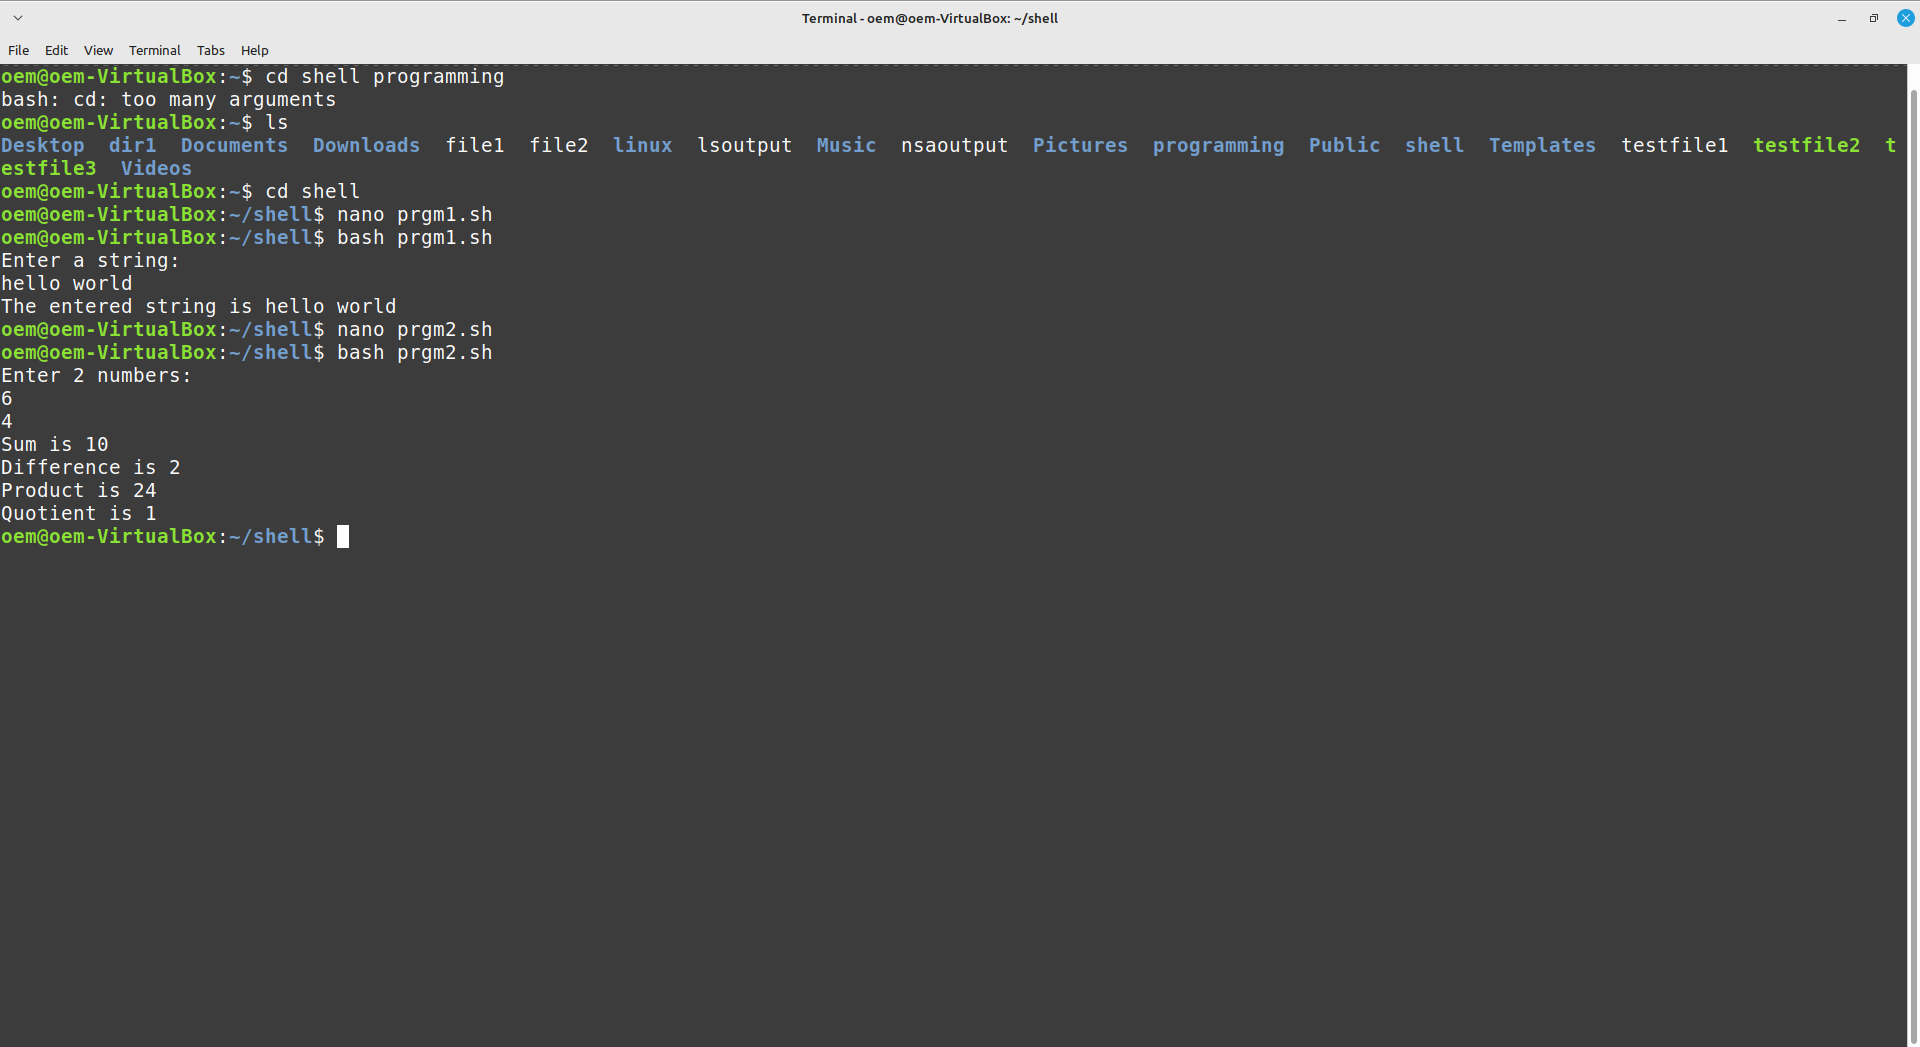 Terminal - oem@oem-VirtualBox: ~/shell
File Edit View Terminal Tabs Help
oem@oem-VirtualBox:~$ cd shell programming
bash: cd: too many arguments
oem@oem-VirtualBox:~$ ls
Desktop  dir1  Documents  Downloads  file1  file2  linux  lsoutput  Music  nsaoutput  Pictures  programming  Public  shell  Templates  testfile1  testfile2  t
estfile3  Videos
oem@oem-VirtualBox:~$ cd shell
oem@oem-VirtualBox:~/shell$ nano prgm1.sh
oem@oem-VirtualBox:~/shell$ bash prgm1.sh
Enter a string:
hello world
The entered string is hello world
oem@oem-VirtualBox:~/shell$ nano prgm2.sh
oem@oem-VirtualBox:~/shell$ bash prgm2.sh
Enter 2 numbers:
6
4
Sum is 10
Difference is 2
Product is 24
Quotient is 1
oem@oem-VirtualBox:~/shell$